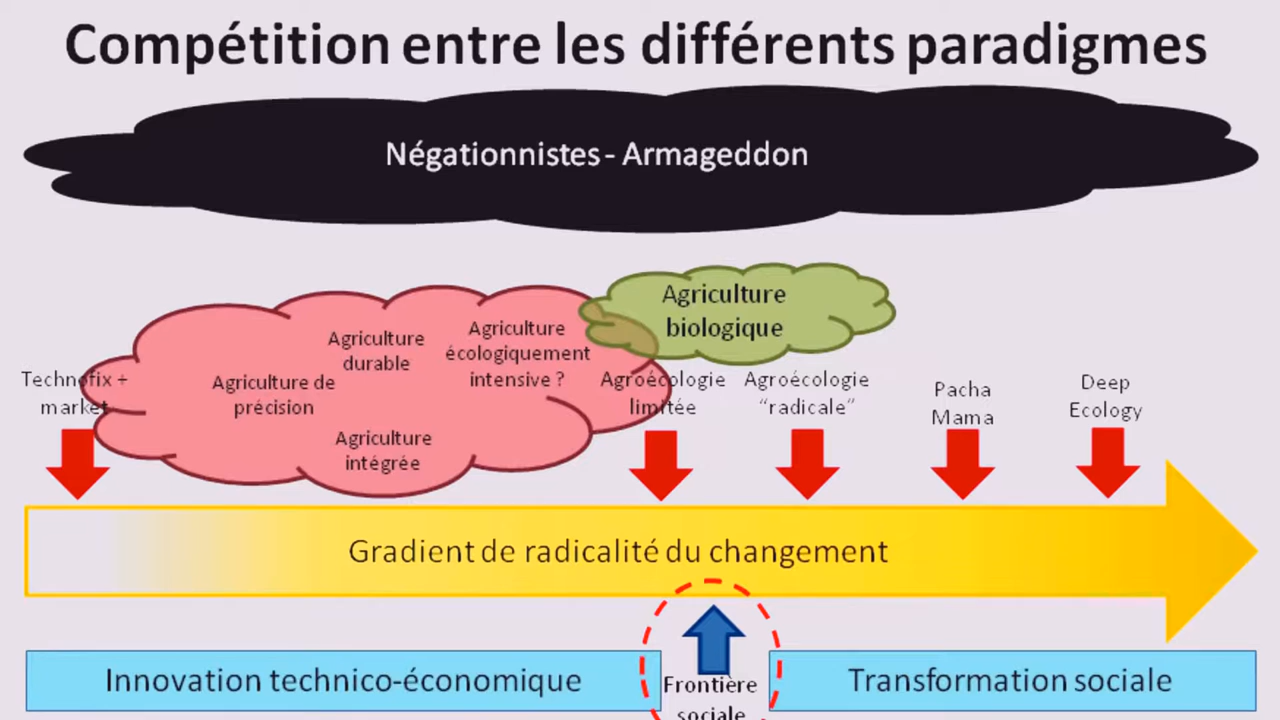 Compétition entre les différents paradigmes
Négationnistes - Armageddon
Agriculture
biologique
Agriculture
durable
Agriculture
écologiquement
intensive ?
Technofix +
market
Agriculture de
précision
Agriculture
intégrée
Agroécologie
limitée
Agroécologie
“radicale”
Pacha
Mama
Deep
Ecology
Gradient de radicalité du changement
Innovation technico-économique
Frontière
sociale
Transformation sociale